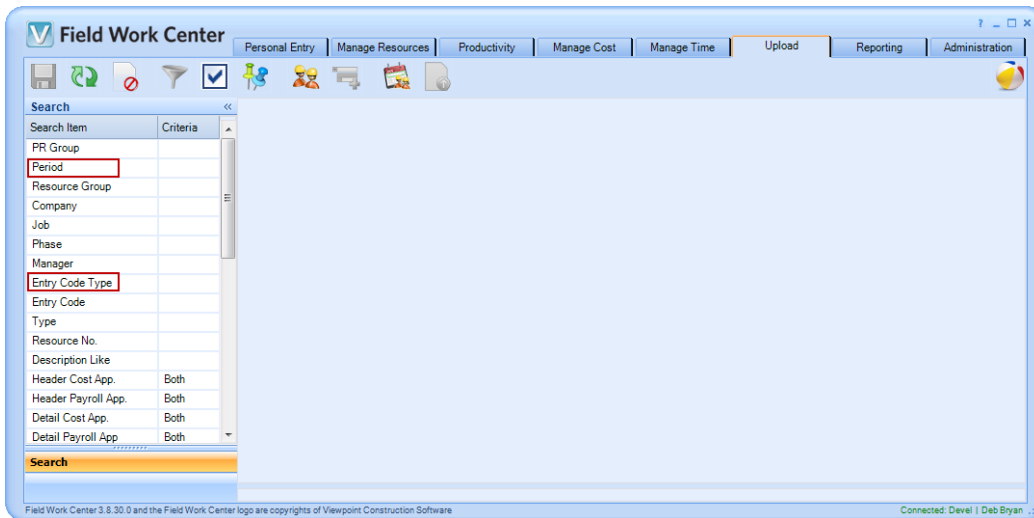 Field Work Center
Personal Entry Manage Resources Productivity Manage Cost Manage Time Upload Reporting Administration
Search
Search Item Criteria
PR Group
Period
Resource Group
Company
Job
Phase
Manager
Entry Code Type
Entry Code
Type
Resource No.
Description Like
Header Cost App. Both
Header Payroll App. Both
Detail Cost App. Both
Detail Payroll App Both
Search
Field Work Center 3.8.30.0 and the Field Work Center logo are copyrights of Viewpoint Construction Software Connected: Devel | Deb Bryan